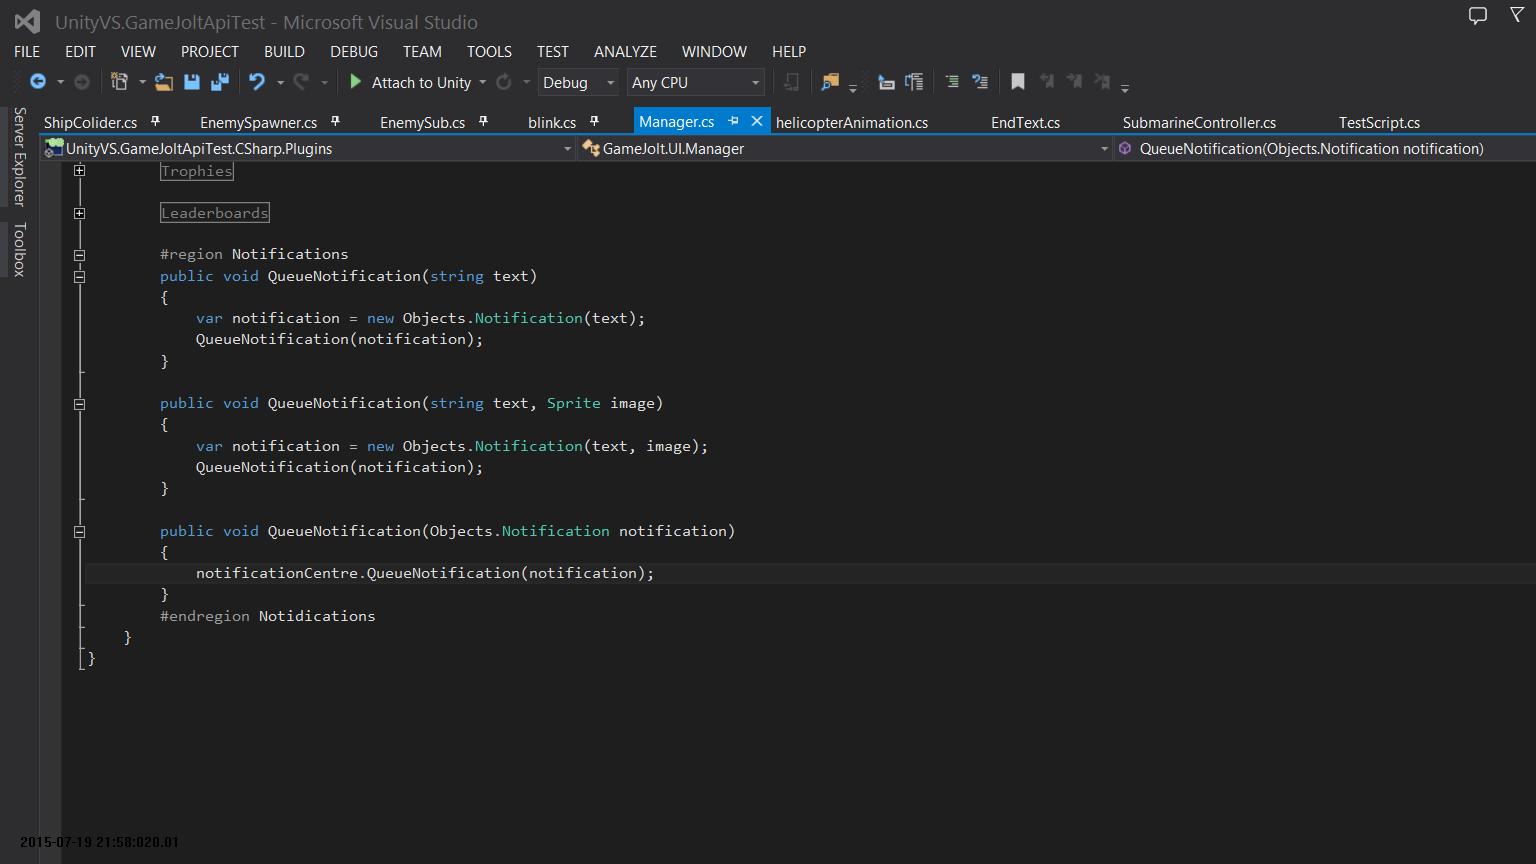 UnityVS.GameJoltApiTest - Microsoft Visual Studio
FILE EDIT VIEW PROJECT BUILD DEBUG TEAM TOOLS TEST ANALYZE WINDOW HELP
Attach to Unity Debug Any CPU
Server Explorer
Toolbox
ShipColider.cs EnemySpawner.cs EnemySub.cs blink.cs Manager.cs helicopterAnimation.cs EndText.cs SubmarineController.cs TestScript.cs
UnityVS.GameJoltApiTest.CSharp.Plugins GameJolt.UI.Manager QueueNotification(Objects.Notification notification)
Trophies
Leaderboards
#region Notifications
public void QueueNotification(string text)
{
var notification = new Objects.Notification(text);
QueueNotification(notification);
}
public void QueueNotification(string text, Sprite image)
{
var notification = new Objects.Notification(text, image);
QueueNotification(notification);
}
public void QueueNotification(Objects.Notification notification)
{
notificationCentre.QueueNotification(notification);
}
#endregion Notidications
}
}
2015-07-19 21:58:020.01